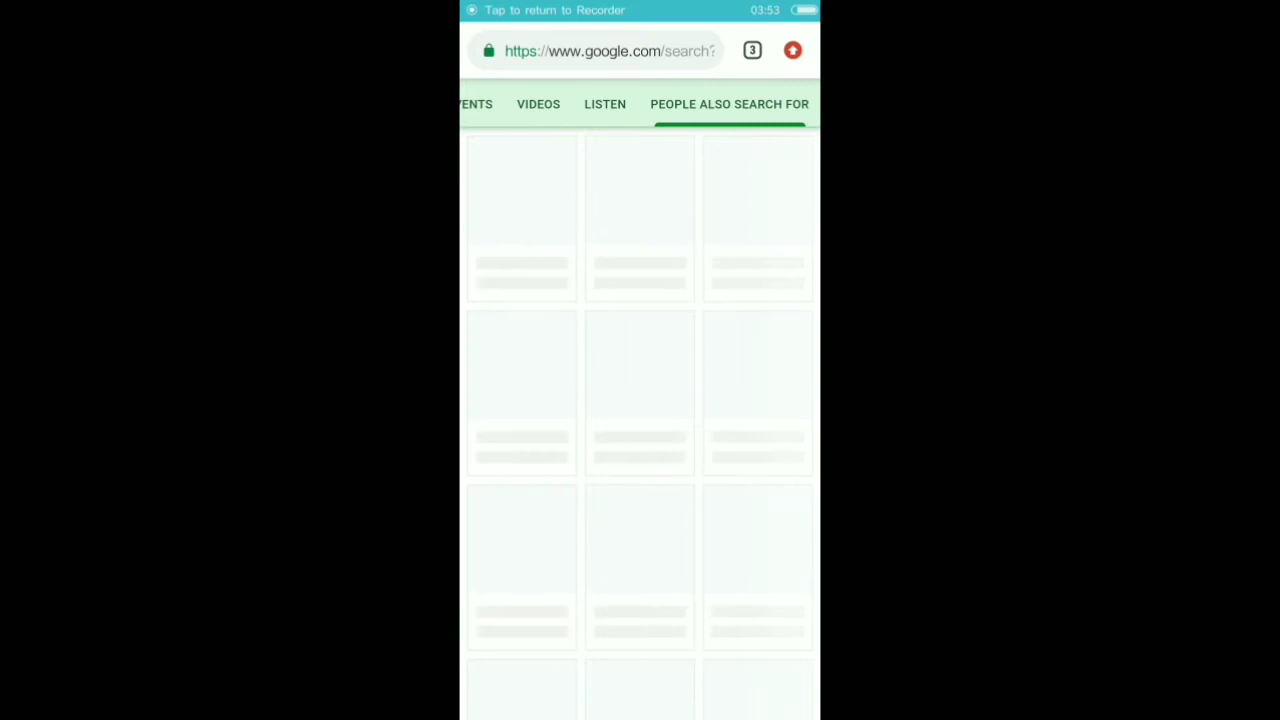 Tap to return to Recorder 03:53
https://www.google.com/search? 3
VENTS VIDEOS LISTEN PEOPLE ALSO SEARCH FOR